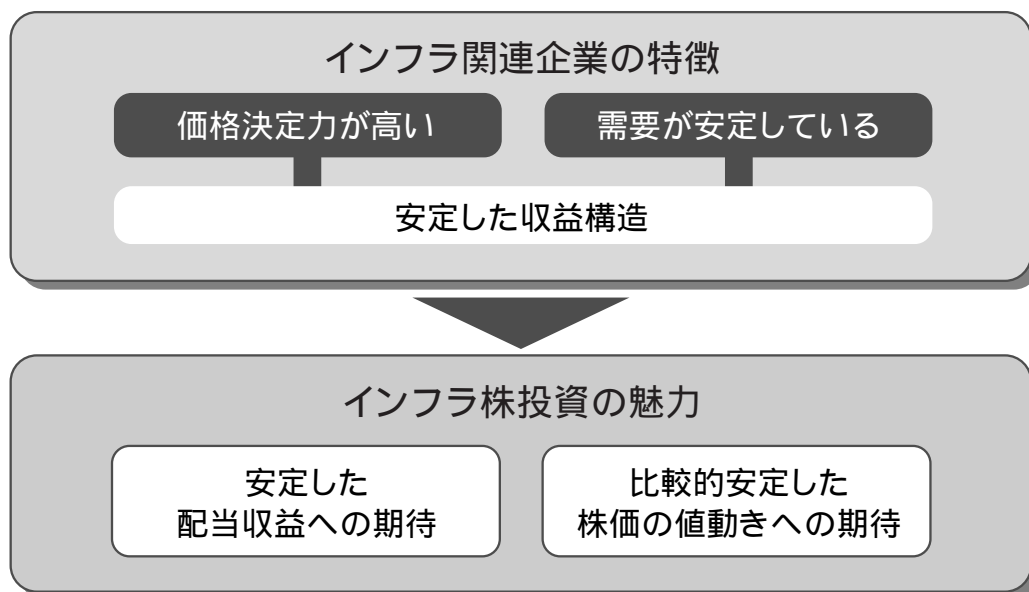 インフラ関連企業の特徴
価格決定力が高い
需要が安定している
安定した収益構造
インフラ株投資の魅力
安定した
配当収益への期待
比較的安定した
株価の値動きへの期待